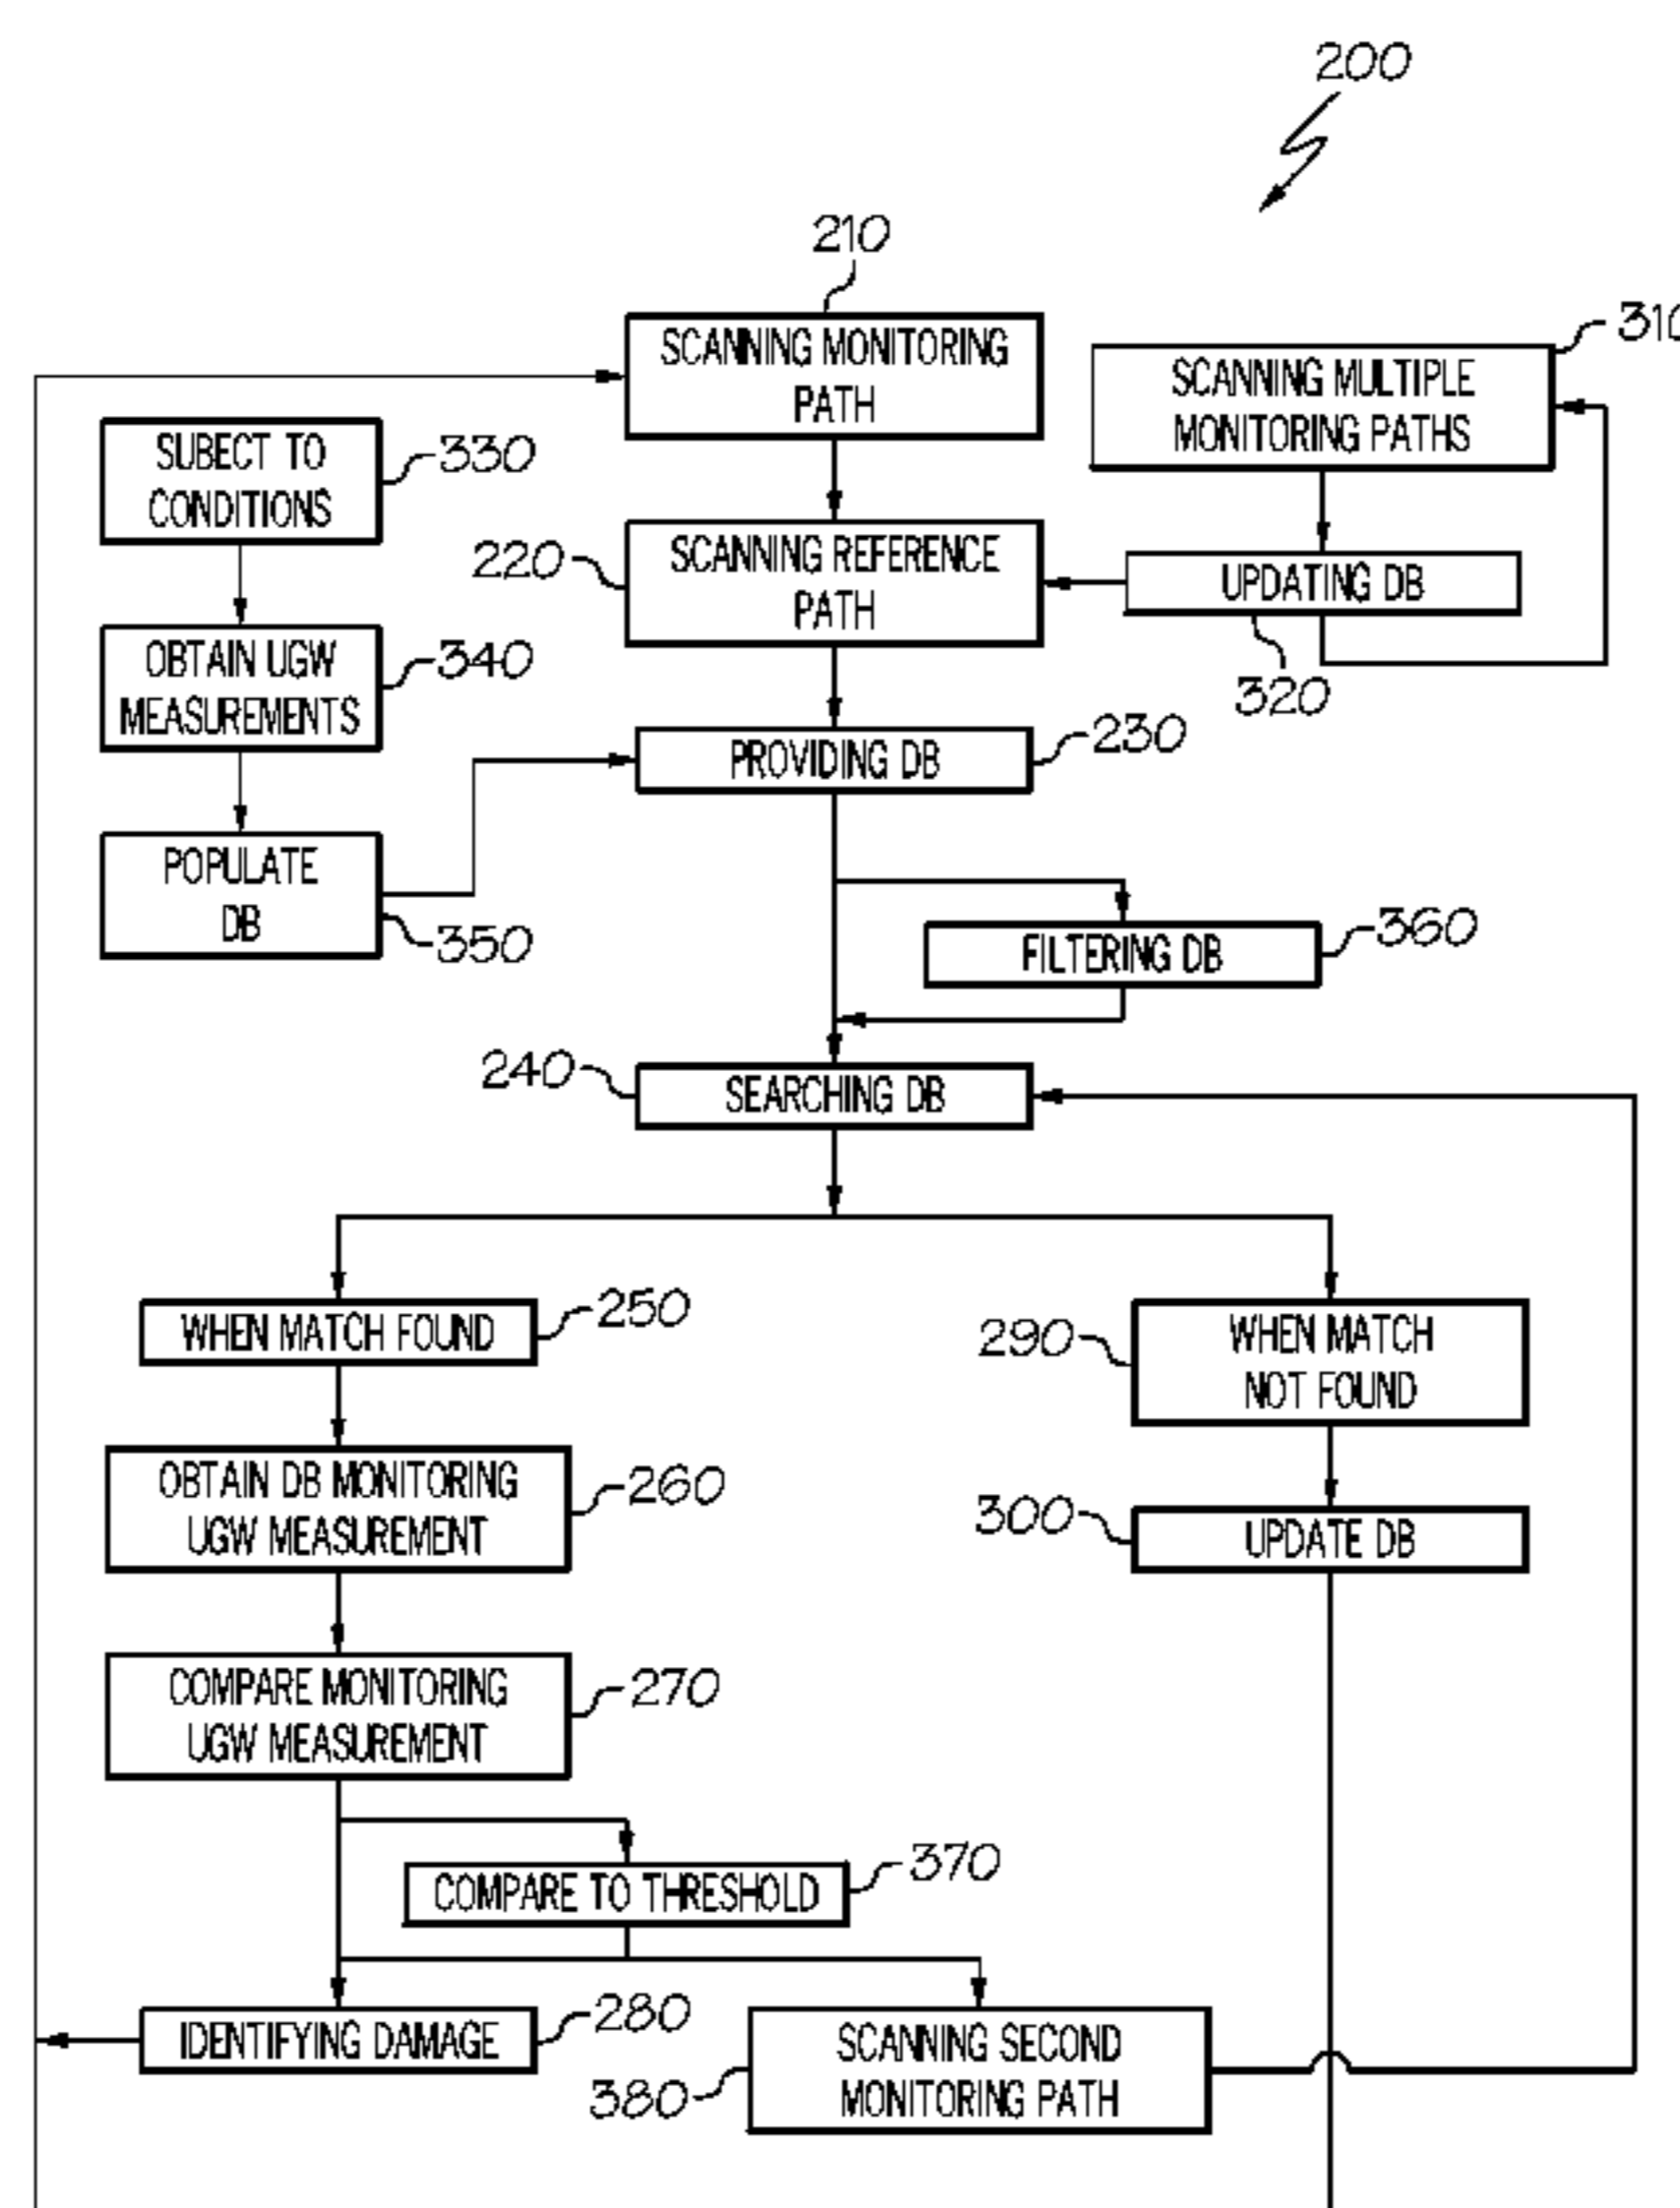 200
210
SCANNING MONITORING
PATH
310
SCANNING MULTIPLE
MONITORING PATHS
SUBECT TO
CONDITIONS
330
220
SCANNING REFERENCE
PATH
UPDATING DB
320
OBTAIN UGW
MEASUREMENTS
340
PROVIDING DB
230
POPULATE
DB
350
FILTERING DB
360
240
SEARCHING DB
WHEN MATCH FOUND
250
290
WHEN MATCH
NOT FOUND
OBTAIN DB MONITORING
UGW MEASUREMENT
260
300
UPDATE DB
COMPARE MONITORING
UGW MEASUREMENT
270
COMPARE TO THRESHOLD
370
IDENTIFYING DAMAGE
280
380
SCANNING SECOND
MONITORING PATH